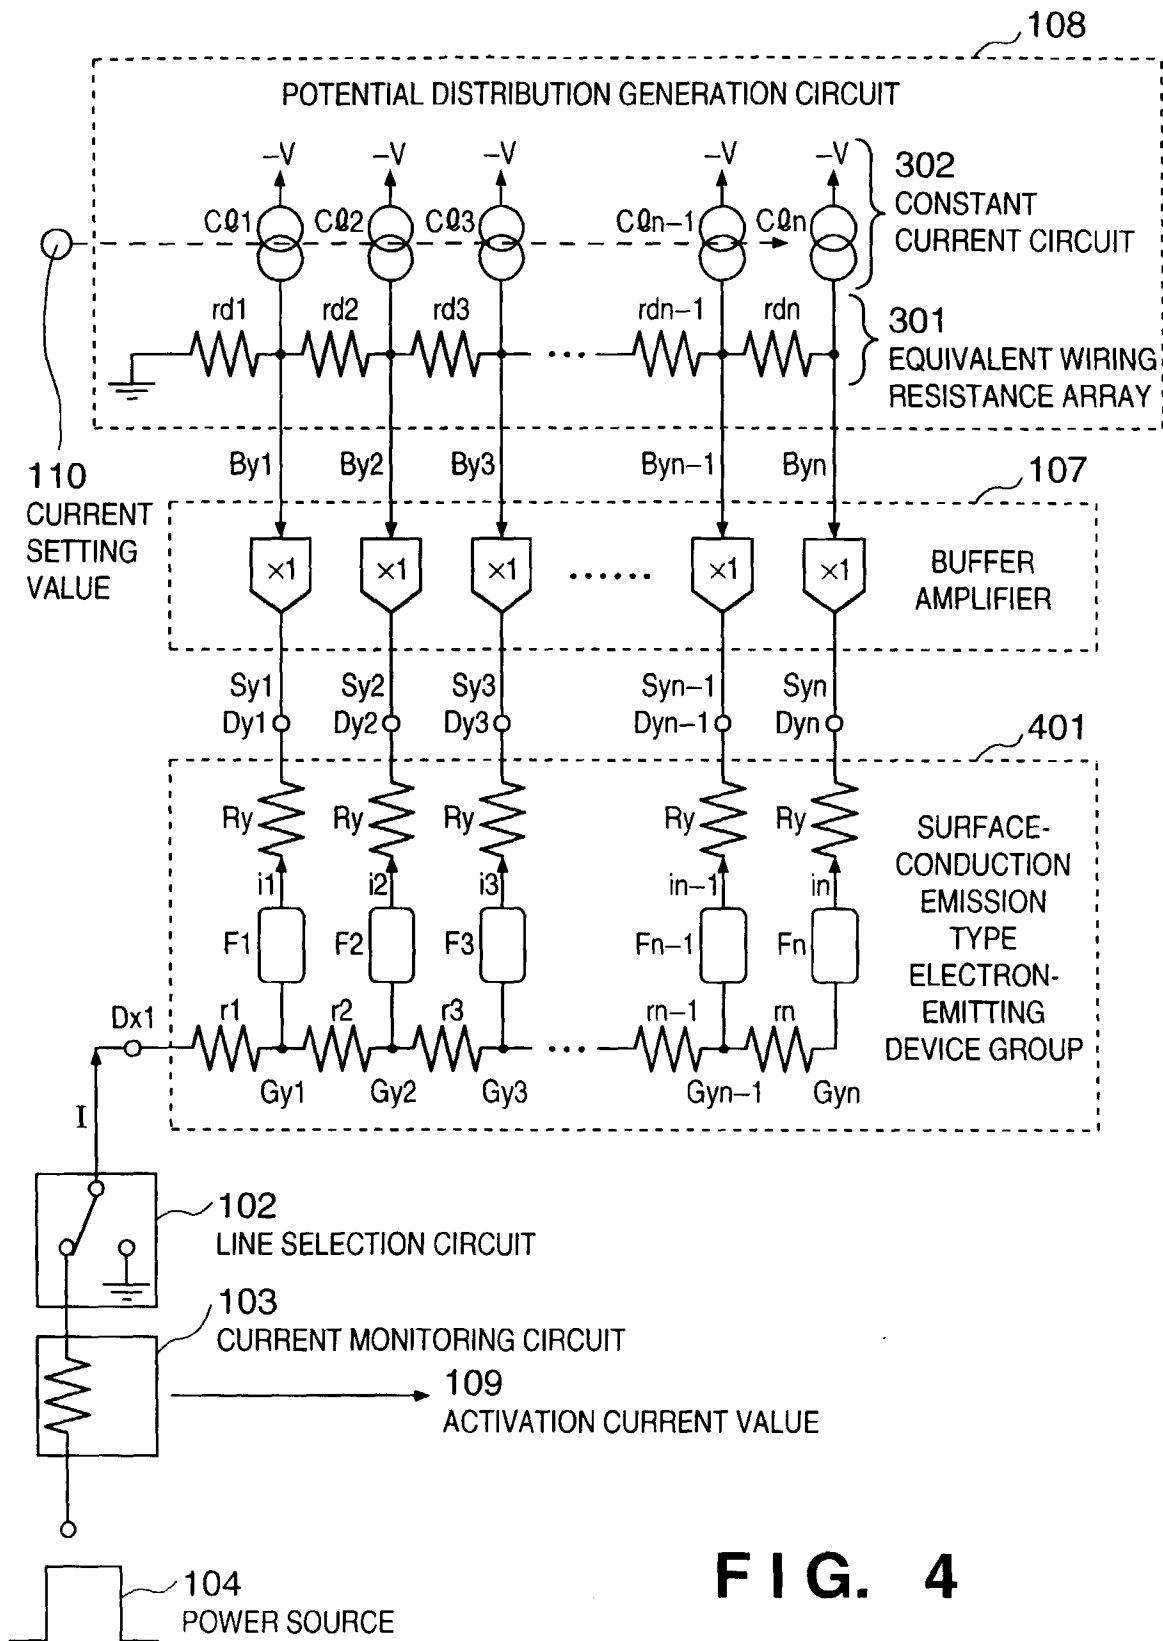 108
POTENTIAL DISTRIBUTION GENERATION CIRCUIT
-V -V -V -V -V
302
CONSTANT
CURRENT CIRCUIT
Cℓ1 Cℓ2 Cℓ3 Cℓn-1 Cℓn
rd1 rd2 rd3 rdn-1 rdn
...
301
EQUIVALENT WIRING
RESISTANCE ARRAY
110
CURRENT
SETTING
VALUE
By1 By2 By3 Byn-1 Byn
107
×1 ×1 ×1 ...... ×1 ×1
BUFFER
AMPLIFIER
Sy1 Sy2 Sy3 Syn-1 Syn
Dy1 Dy2 Dy3 Dyn-1 Dyn
401
Ry Ry Ry Ry Ry
i1 i2 i3 in-1 in
F1 F2 F3 Fn-1 Fn
SURFACE-
CONDUCTION
EMISSION
TYPE
ELECTRON-
EMITTING
DEVICE GROUP
Dx1 r1 r2 r3 ... rn-1 rn
Gy1 Gy2 Gy3 Gyn-1 Gyn
I
102
LINE SELECTION CIRCUIT
103
CURRENT MONITORING CIRCUIT
109
ACTIVATION CURRENT VALUE
104
POWER SOURCE
FIG. 4